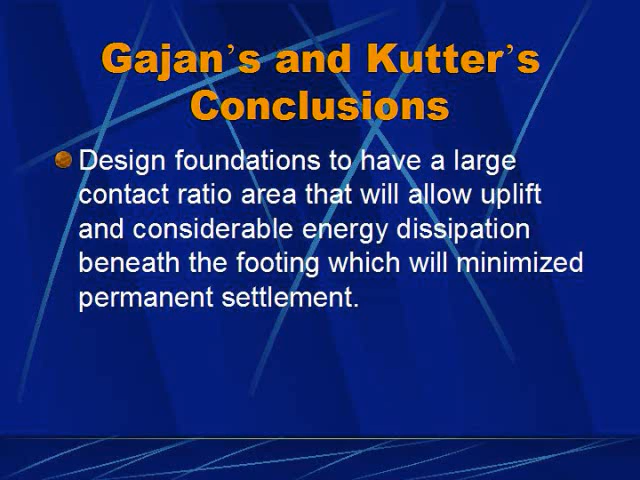 Gajan’s and Kutter’s
Conclusions
Design foundations to have a large
contact ratio area that will allow uplift
and considerable energy dissipation
beneath the footing which will minimized
permanent settlement.